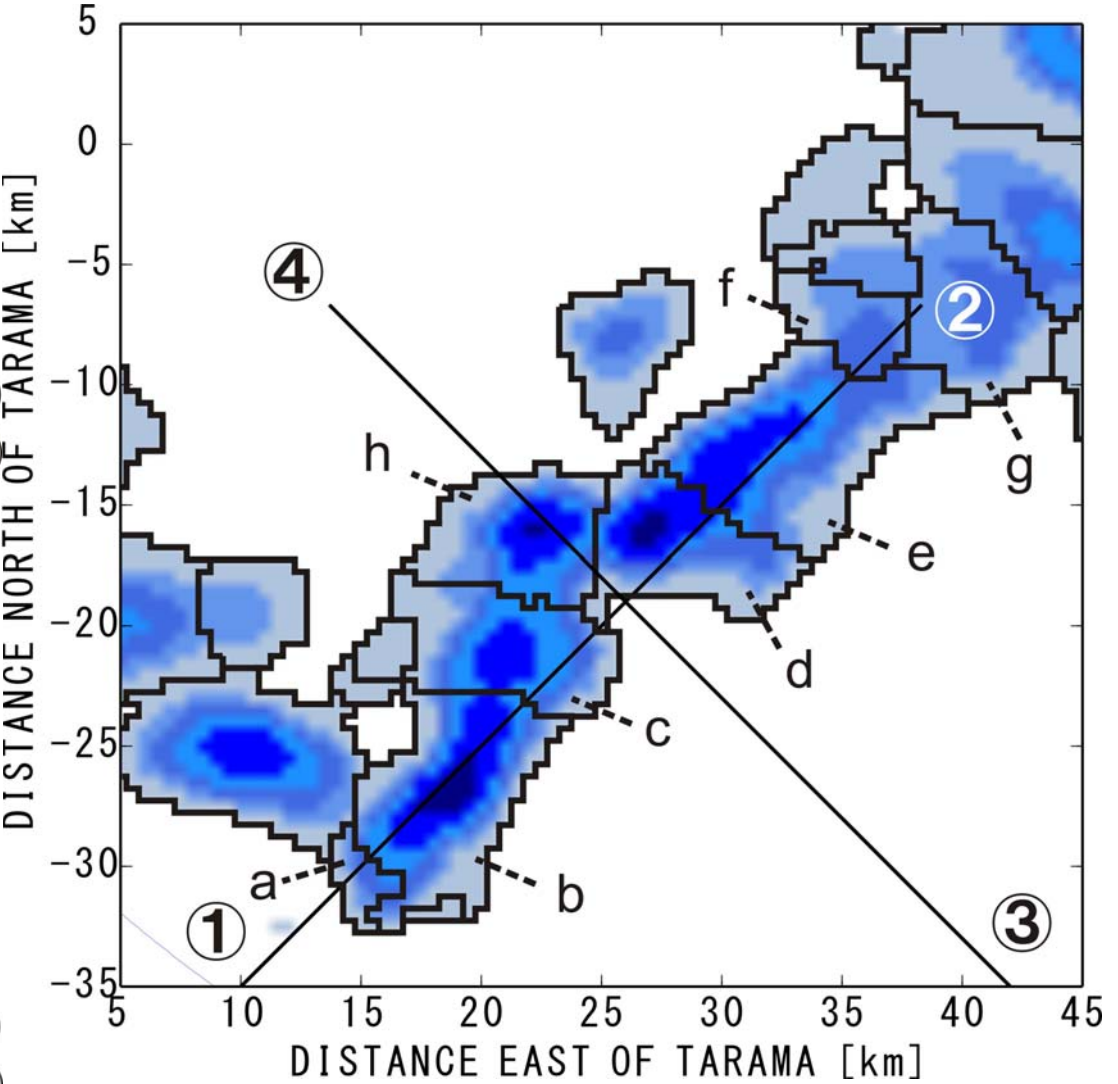 5
0
-5
-10
-15
-20
-25
-30
-35
DISTANCE NORTH OF TARAMA [km]
④
②
f
g
h
e
d
c
a
b
①
③
5 10 15 20 25 30 35 40 45
DISTANCE EAST OF TARAMA [km]